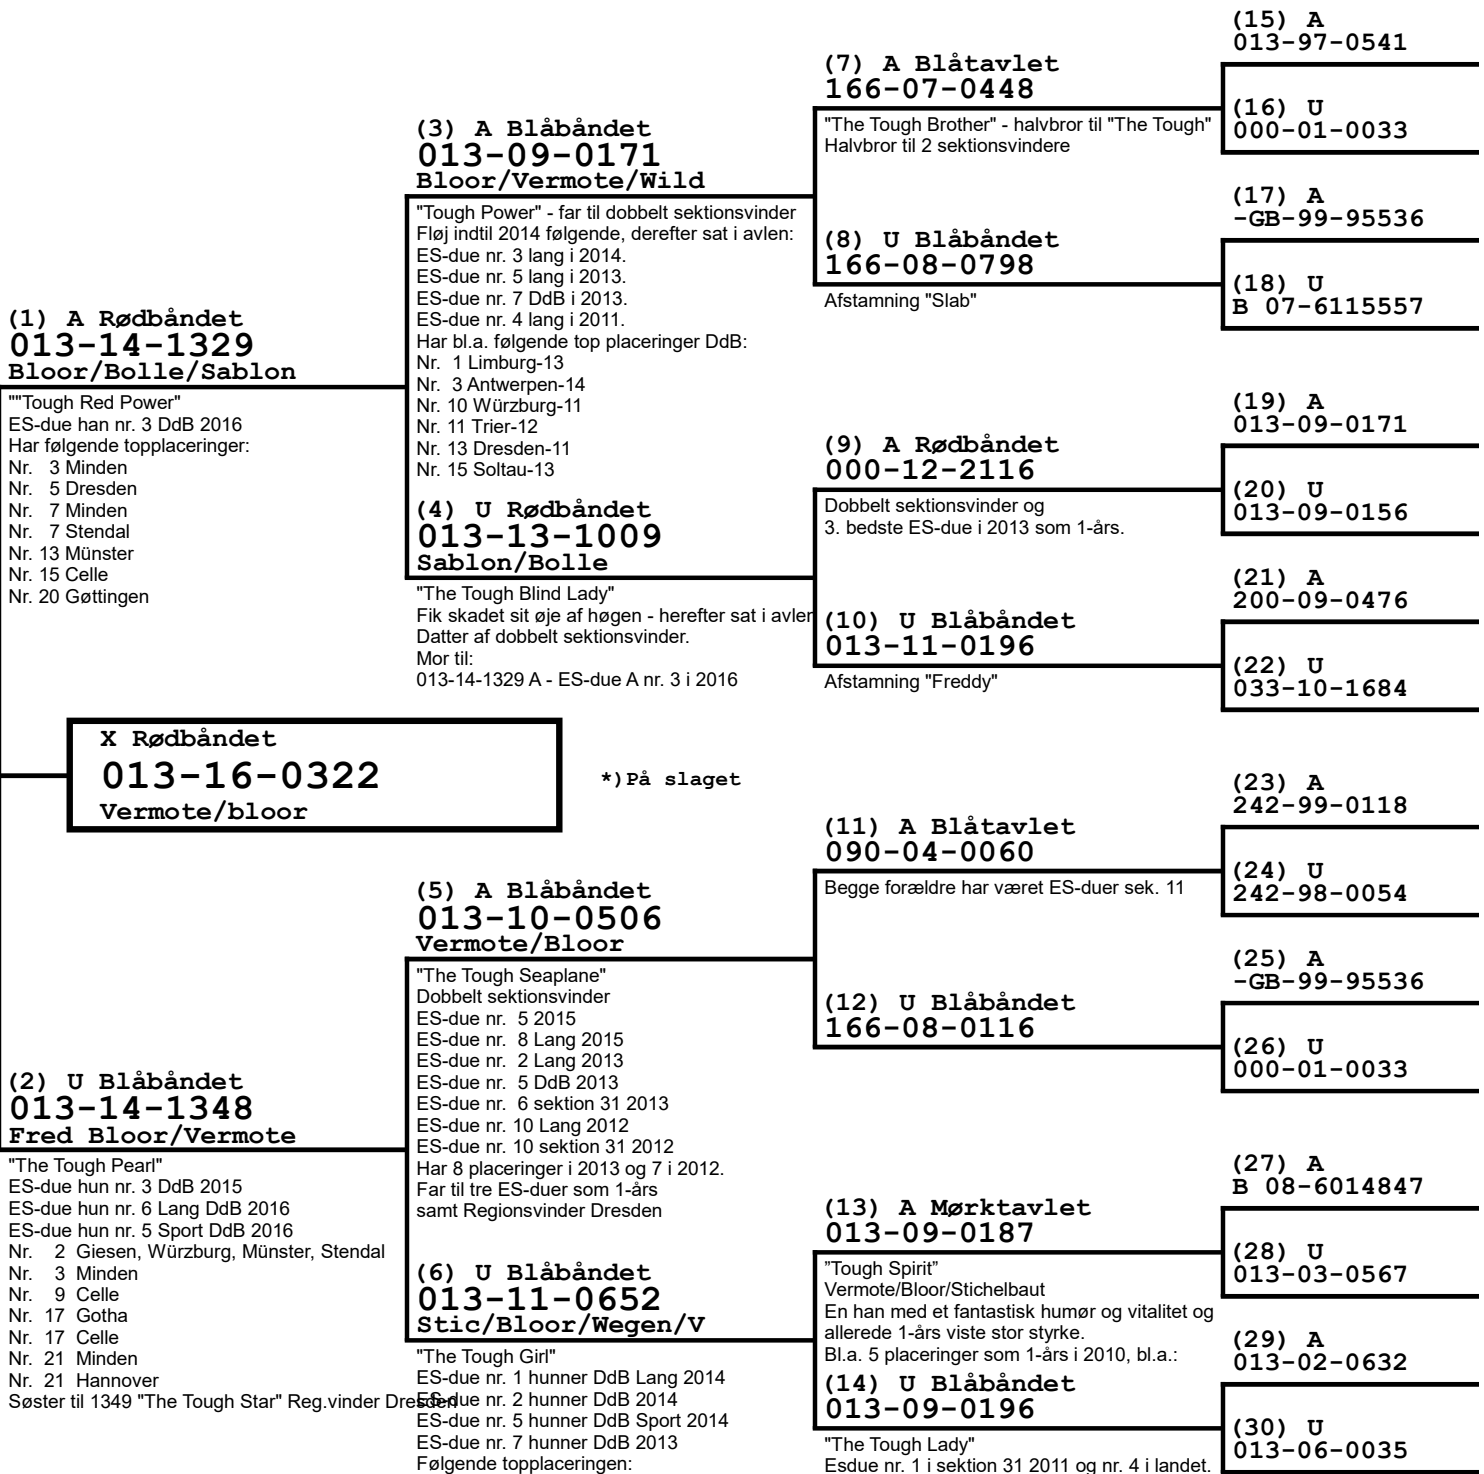 (1) A Rødbåndet
013-14-1329
Bloor/Bolle/Sablon
""Tough Red Power"
ES-due han nr. 3 DdB 2016
Har følgende topplaceringer:
Nr. 3 Minden
Nr. 5 Dresden
Nr. 7 Minden
Nr. 7 Stendal
Nr. 13 Münster
Nr. 15 Celle
Nr. 20 Gøttingen
X Rødbåndet
013-16-0322
Vermote/bloor
*)På slaget
(2) U Blåbåndet
013-14-1348
Fred Bloor/Vermote
"The Tough Pearl"
ES-due hun nr. 3 DdB 2015
ES-due hun nr. 6 Lang DdB 2016
ES-due hun nr. 5 Sport DdB 2016
Nr. 2 Giesen, Würzburg, Münster, Stendal
Nr. 3 Minden
Nr. 9 Celle
Nr. 17 Gotha
Nr. 17 Celle
Nr. 21 Minden
Nr. 21 Hannover
Søster til 1349 "The Tough Star" Reg.vinder Dresden
(3) A Blåbåndet
013-09-0171
Bloor/Vermote/Wild
"Tough Power" - far til dobbelt sektionsvinder
Fløj indtil 2014 følgende, derefter sat i avlen:
ES-due nr. 3 lang i 2014.
ES-due nr. 5 lang i 2013.
ES-due nr. 7 DdB i 2013.
ES-due nr. 4 lang i 2011.
Har bl.a. følgende top placeringer DdB:
Nr. 1 Limburg-13
Nr. 3 Antwerpen-14
Nr. 10 Würzburg-11
Nr. 11 Trier-12
Nr. 13 Dresden-11
Nr. 15 Soltau-13
(4) U Rødbåndet
013-13-1009
Sablon/Bolle
"The Tough Blind Lady"
Fik skadet sit øje af høgen - herefter sat i avlen
Datter af dobbelt sektionsvinder.
Mor til:
013-14-1329 A - ES-due A nr. 3 i 2016
(5) A Blåbåndet
013-10-0506
Vermote/Bloor
"The Tough Seaplane"
Dobbelt sektionsvinder
ES-due nr. 5 2015
ES-due nr. 8 Lang 2015
ES-due nr. 2 Lang 2013
ES-due nr. 5 DdB 2013
ES-due nr. 6 sektion 31 2013
ES-due nr. 10 Lang 2012
ES-due nr. 10 sektion 31 2012
Har 8 placeringer i 2013 og 7 i 2012.
Far til tre ES-duer som 1-års
samt Regionsvinder Dresden
(6) U Blåbåndet
013-11-0652
Stic/Bloor/Wegen/V
"The Tough Girl"
ES-due nr. 1 hunner DdB Lang 2014
ES-due nr. 2 hunner DdB 2014
ES-due nr. 5 hunner DdB Sport 2014
ES-due nr. 7 hunner DdB 2013
Følgende topplaceringen:
(7) A Blåtavlet
166-07-0448
"The Tough Brother" - halvbror til "The Tough"
Halvbror til 2 sektionsvindere
(8) U Blåbåndet
166-08-0798
Afstamning "Slab"
(9) A Rødbåndet
000-12-2116
Dobbelt sektionsvinder og
3. bedste ES-due i 2013 som 1-års.
(10) U Blåbåndet
013-11-0196
Afstamning "Freddy"
(11) A Blåtavlet
090-04-0060
Begge forældre har været ES-duer sek. 11
(12) U Blåbåndet
166-08-0116
(13) A Mørktavlet
013-09-0187
"Tough Spirit"
Vermote/Bloor/Stichelbaut
En han med et fantastisk humør og vitalitet og
allerede 1-års viste stor styrke.
Bl.a. 5 placeringer som 1-års i 2010, bl.a.:
(14) U Blåbåndet
013-09-0196
"The Tough Lady"
Esdue nr. 1 i sektion 31 2011 og nr. 4 i landet.
(15) A
013-97-0541
(16) U
000-01-0033
(17) A
-GB-99-95536
(18) U
B 07-6115557
(19) A
013-09-0171
(20) U
013-09-0156
(21) A
200-09-0476
(22) U
033-10-1684
(23) A
242-99-0118
(24) U
242-98-0054
(25) A
-GB-99-95536
(26) U
000-01-0033
(27) A
B 08-6014847
(28) U
013-03-0567
(29) A
013-02-0632
(30) U
013-06-0035